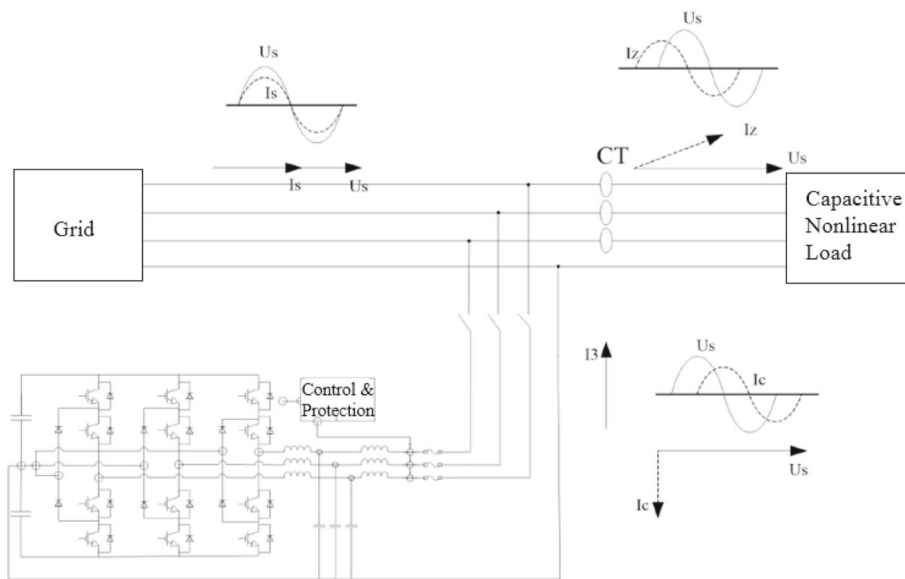 Us
Is
Is
Us
Us
Iz
Iz
CT
Us
Grid
Capacitive
Nonlinear
Load
I3
Us
Ic
Us
Ic
Control &
Protection